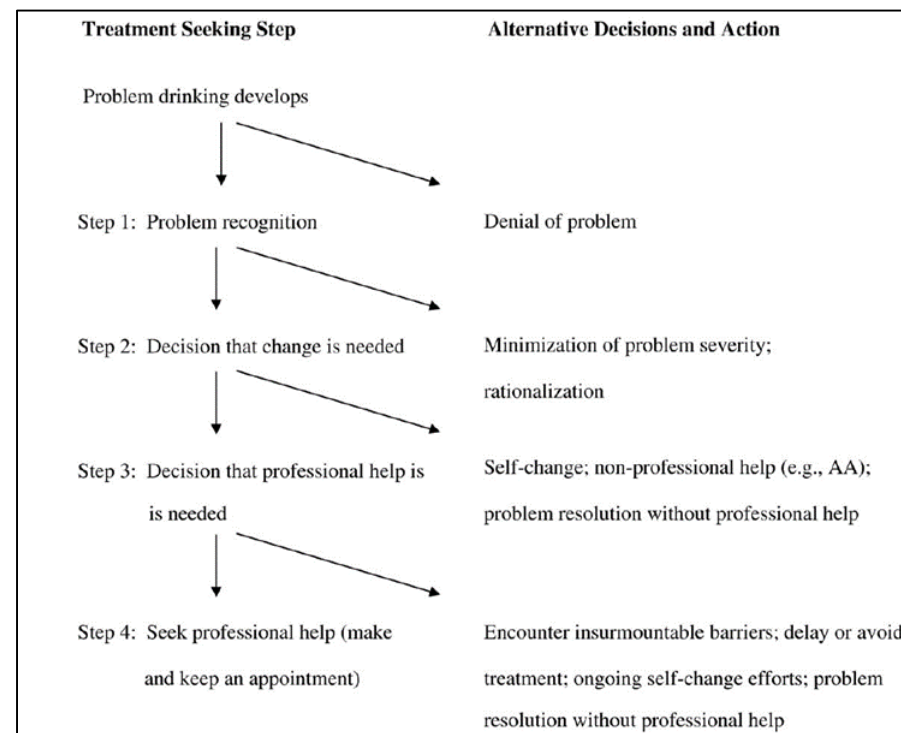 Treatment Seeking Step Alternative Decisions and Action
Problem drinking develops
Step 1: Problem recognition Denial of problem
Step 2: Decision that change is needed Minimization of problem severity;
rationalization
Step 3: Decision that professional help is Self-change; non-professional help (e.g., AA);
is needed problem resolution without professional help
Step 4: Seek professional help (make Encounter insurmountable barriers; delay or avoid
and keep an appointment) treatment; ongoing self-change efforts; problem
resolution without professional help